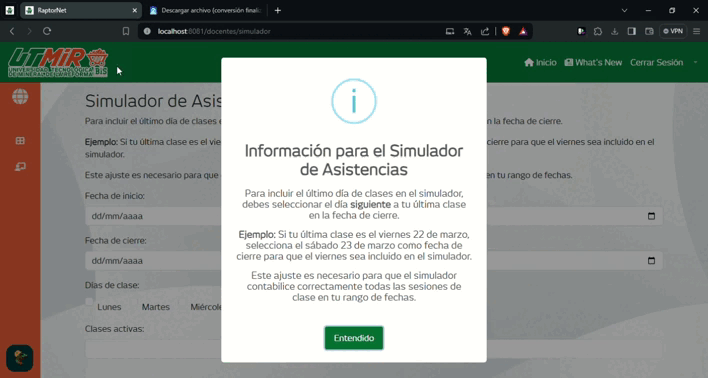 RaptorNet
Descargar archivo (conversión finali
localhost:8081/docentes/simulador
VPN
UTMiR
UNIVERSIDAD TECNOLÓGICA
BIS
Inicio
What's New
Cerrar Sesión
Simulador de Asis
Para incluir el último día de clases e
n la fecha de cierre.
Ejemplo: Si tu última clase es el vie
cierre para que el viernes sea incluido en el
simulador.
Este ajuste es necesario para que
en tu rango de fechas.
Fecha de inicio:
dd/mm/aaaa
Fecha de cierre:
dd/mm/aaaa
Días de clase:
Lunes
Martes
Miércole
Clases activas:
Información para el Simulador
de Asistencias
Para incluir el último día de clases en el simulador,
debes seleccionar el día siguiente a tu última clase
en la fecha de cierre.
Ejemplo: Si tu última clase es el viernes 22 de marzo,
selecciona el sábado 23 de marzo como fecha de
cierre para que el viernes sea incluido en el simulador.
Este ajuste es necesario para que el simulador
contabilice correctamente todas las sesiones de
clase en tu rango de fechas.
Entendido